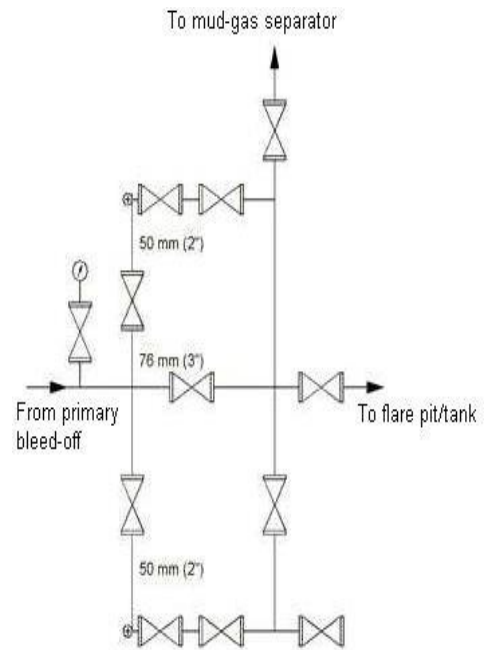 To mud-gas separator
50 mm (2")
76 mm (3")
From primary
bleed-off
To flare pit/tank
50 mm (2")